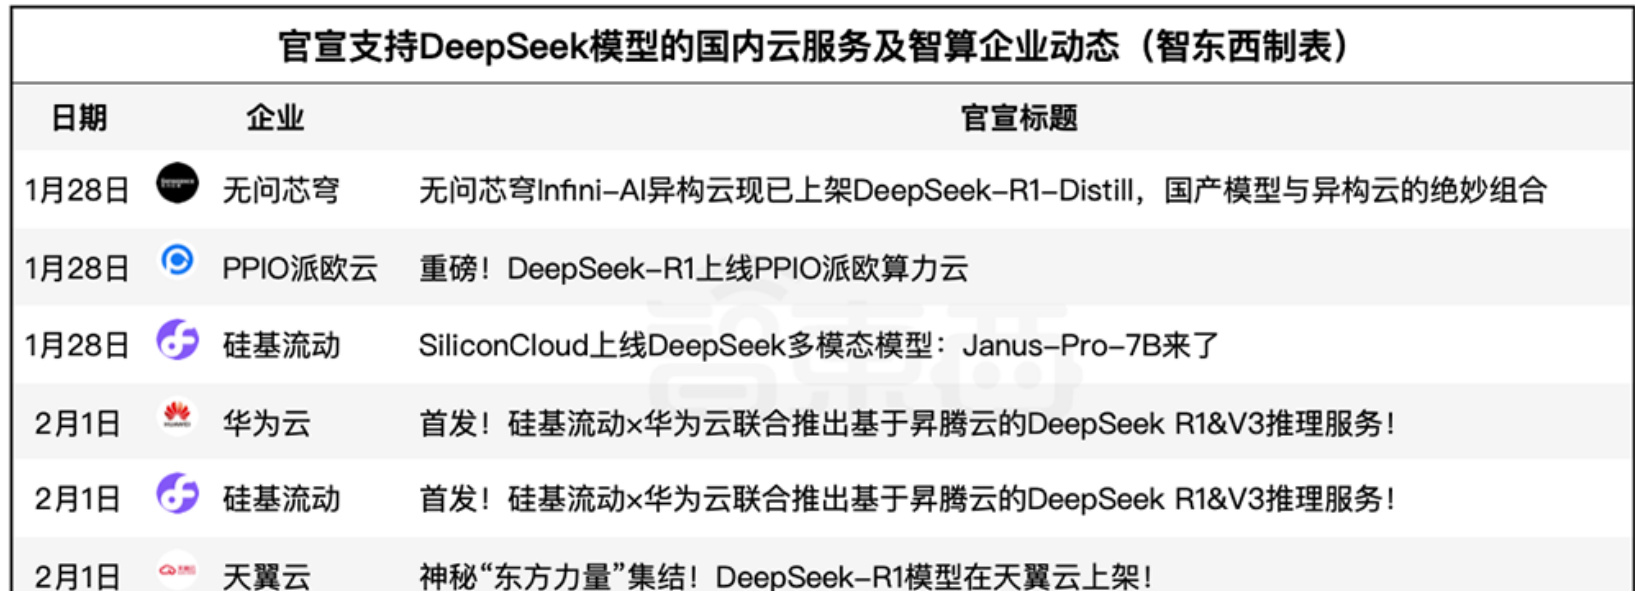 官宣支持DeepSeek模型的国内云服务及智算企业动态（智东西制表）
日期 企业 官宣标题
1月28日 无问芯穹 无问芯穹Infini-AI异构云现已上架DeepSeek-R1-Distill，国产模型与异构云的绝妙组合
1月28日 PPIO派欧云 重磅！DeepSeek-R1上线PPIO派欧算力云
1月28日 硅基流动 SiliconCloud上线DeepSeek多模态模型：Janus-Pro-7B来了
2月1日 HUAWEI 华为云 首发！硅基流动×华为云联合推出基于昇腾云的DeepSeek R1&V3推理服务！
2月1日 硅基流动 首发！硅基流动×华为云联合推出基于昇腾云的DeepSeek R1&V3推理服务！
2月1日 天翼云 神秘“东方力量”集结！DeepSeek-R1模型在天翼云上架！
智東西